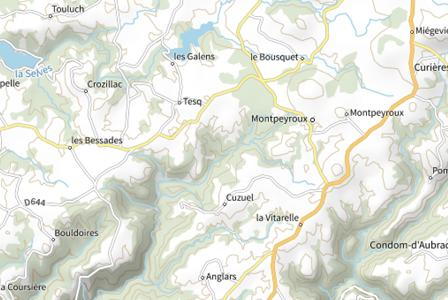 Touluch
Miégevie
les Galens
le Bousquet
la Selves
pelle
Crozillac
Curières
Tesq
Montpeyroux
Montpeyroux
les Bessades
Pon
D644
Cuzuel
la Vitarelle
Bouldoires
Condom-d'Aubrac
Anglars
a Coursière